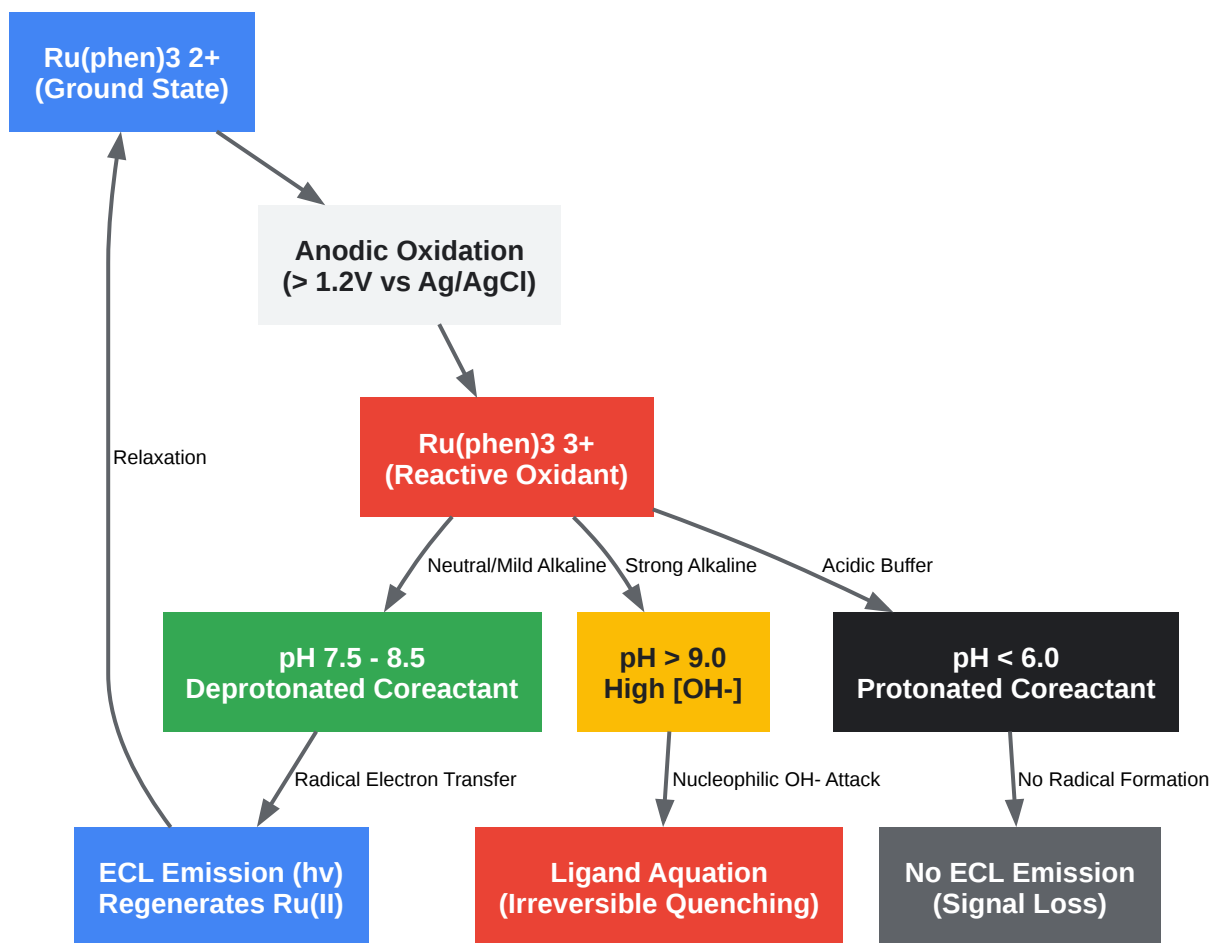 Ru(phen)3 2+
(Ground State)
Anodic Oxidation
(> 1.2V vs Ag/AgCl)
Relaxation
Ru(phen)3 3+
(Reactive Oxidant)
Neutral/Mild Alkaline
Strong Alkaline
Acidic Buffer
pH 7.5 - 8.5
Deprotonated Coreactant
pH > 9.0
High [OH-]
pH < 6.0
Protonated Coreactant
Radical Electron Transfer
Nucleophilic OH- Attack
No Radical Formation
ECL Emission (hv)
Regenerates Ru(II)
Ligand Aquation
(Irreversible Quenching)
No ECL Emission
(Signal Loss)